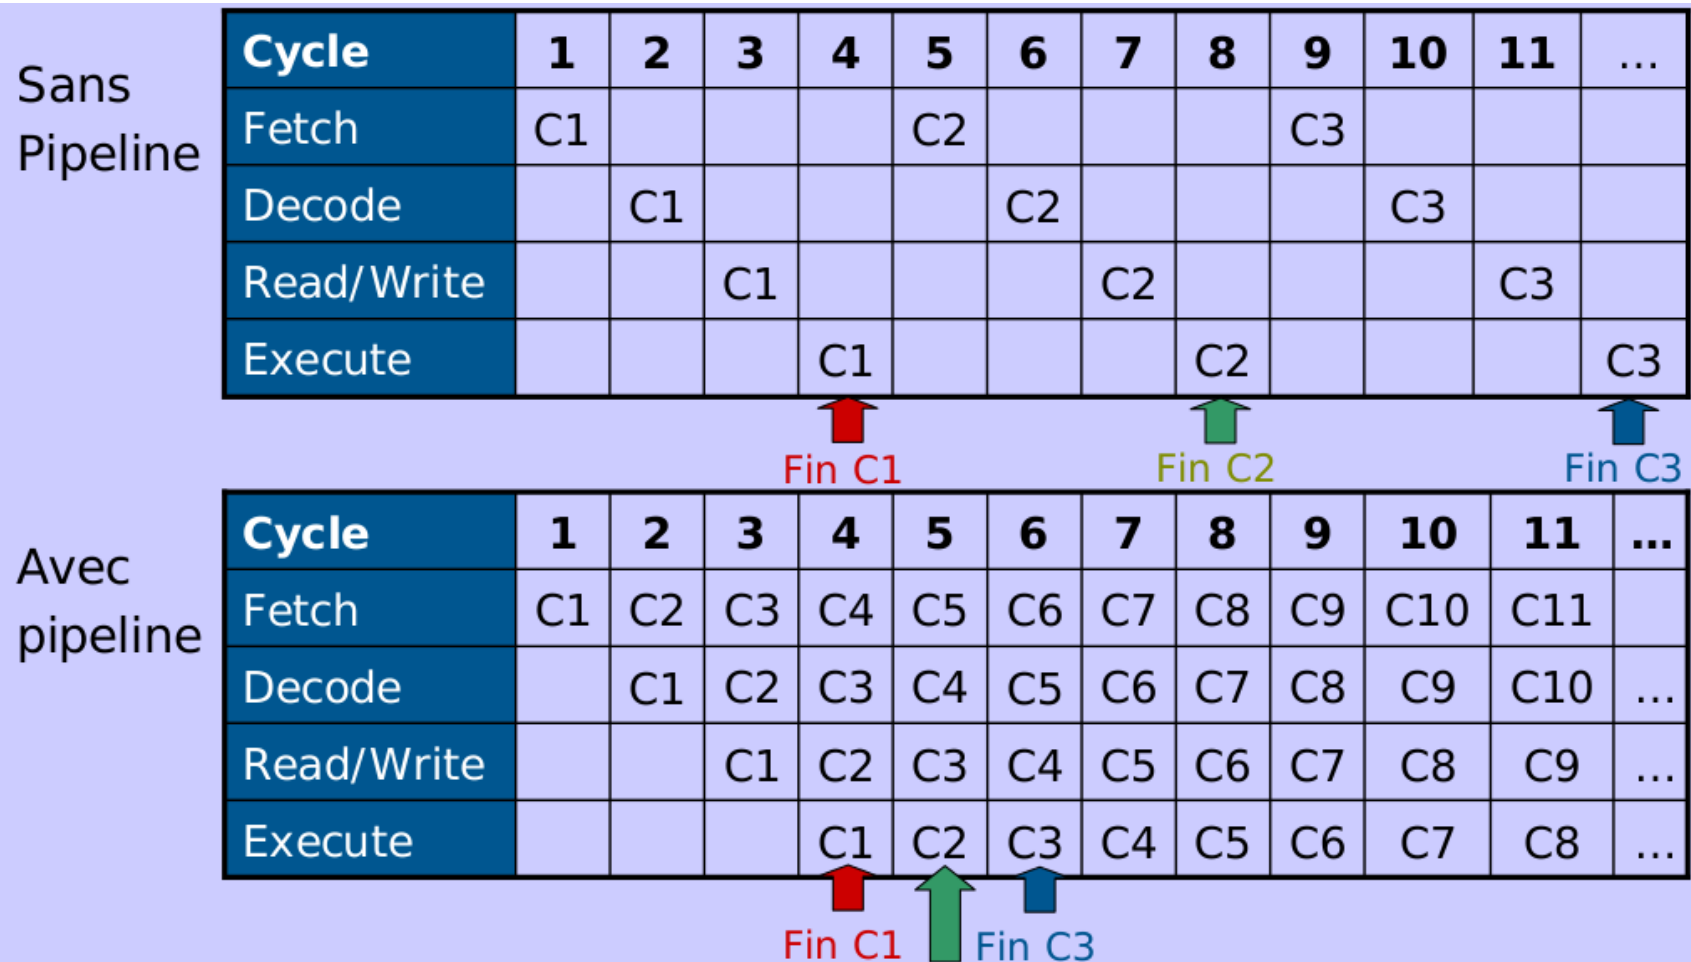 Sans
Pipeline
Cycle 1 2 3 4 5 6 7 8 9 10 11 ...
Fetch C1 C2 C3
Decode C1 C2 C3
Read/Write C1 C2 C3
Execute C1 C2 C3
Fin C1 Fin C2 Fin C3
Avec
pipeline
Cycle 1 2 3 4 5 6 7 8 9 10 11 ...
Fetch C1 C2 C3 C4 C5 C6 C7 C8 C9 C10 C11
Decode C1 C2 C3 C4 C5 C6 C7 C8 C9 C10 ...
Read/Write C1 C2 C3 C4 C5 C6 C7 C8 C9 ...
Execute C1 C2 C3 C4 C5 C6 C7 C8 ...
Fin C1 Fin C3